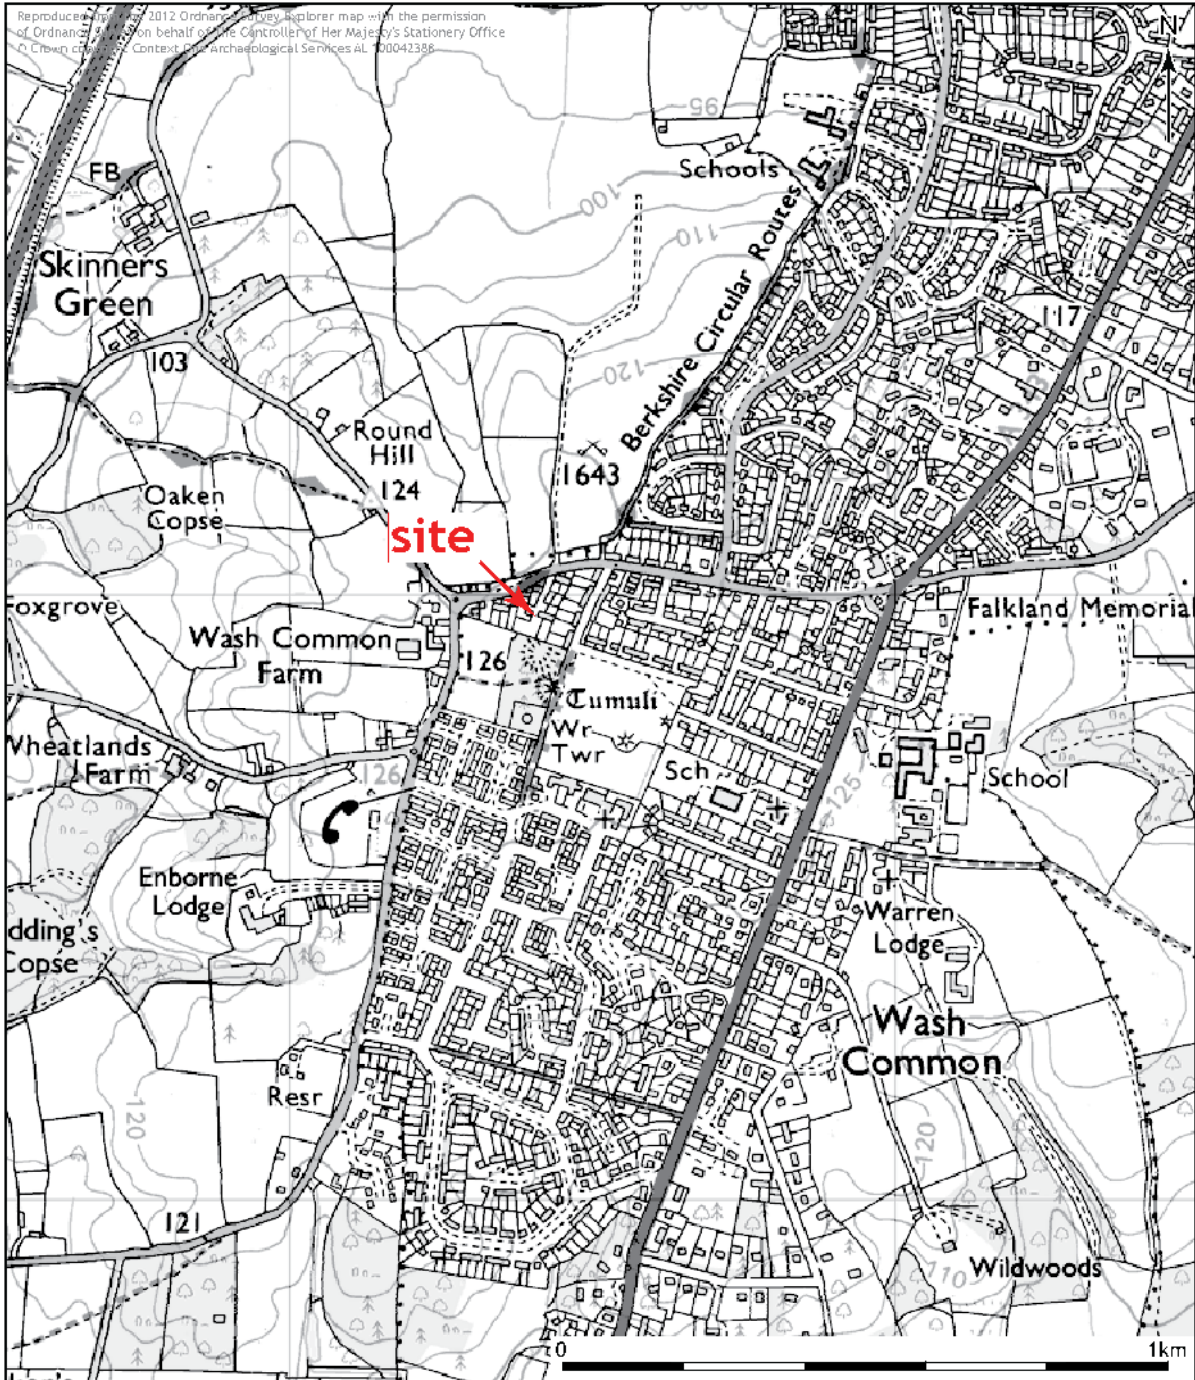 Reproduced from the 2012 Ordnance Survey Explorer map with the permission
of Ordnance on behalf of The Controller of Her Majesty's Stationery Office
© Crown Context One Archaeological Services AL 100042388
N
95
FB
Schools
100
110
Berkshire Circular Routes
Skinners
Green
117
103
120
Round
Hill
1643
124
Oaken
Copse
site
oxgrove
Falkland Memorial
Wash Common
Farm
126
Tumuli
Wr
Twr
Wheatlands
Farm
126
Sch
School
125
Enborne
Lodge
Warren
Lodge
dding's
Copse
Wash
Common
Resr
120
120
121
Wildwoods
110
0
1km